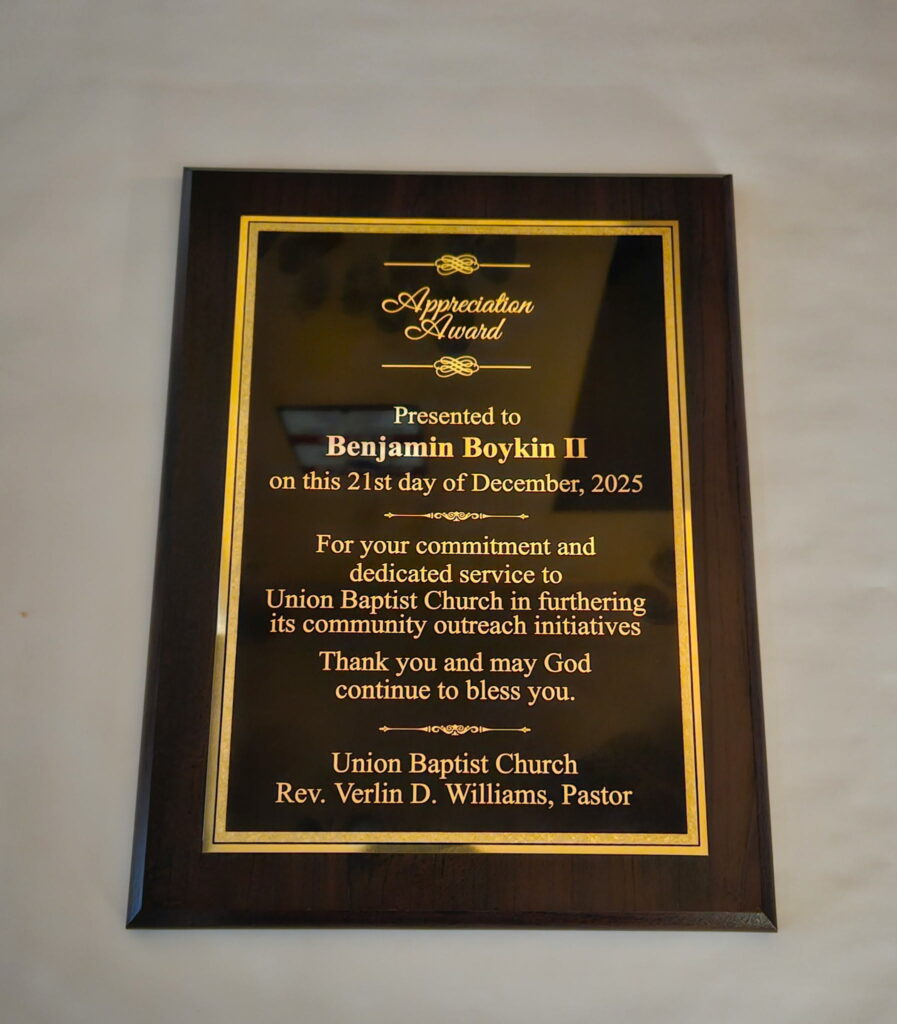 Appreciation
Award
Presented to
Benjamin Boykin II
on this 21st day of December, 2025
For your commitment and
dedicated service to
Union Baptist Church in furthering
its community outreach initiatives
Thank you and may God
continue to bless you.
Union Baptist Church
Rev. Verlin D. Williams, Pastor